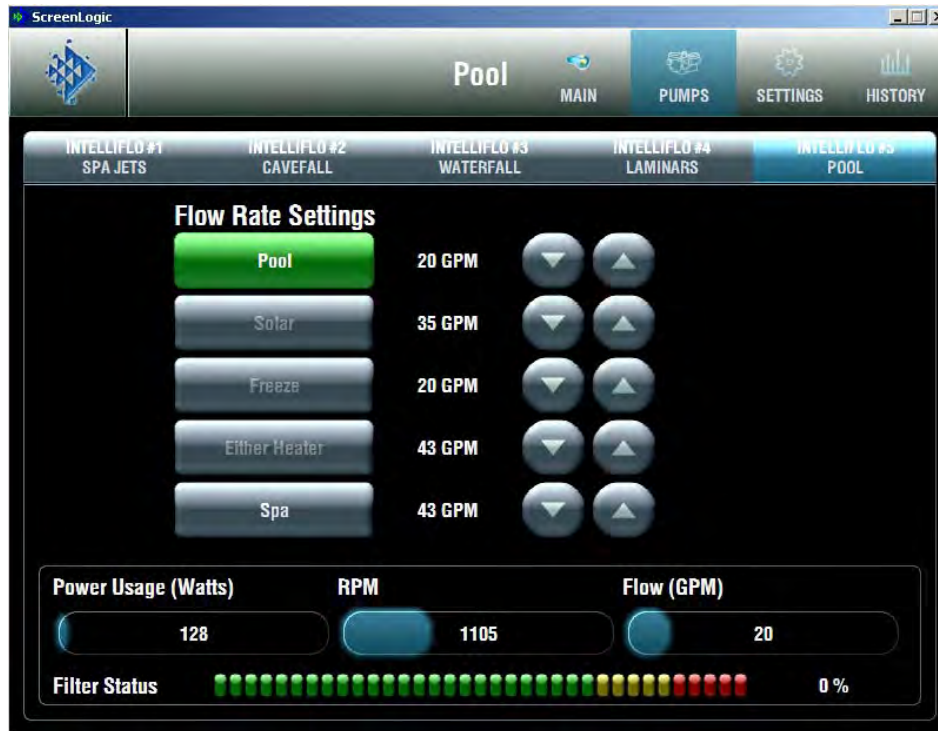 ScreenLogic
Pool
MAIN
PUMPS
SETTINGS
HISTORY
INTELLIFLO #1
SPA JETS
INTELLIFLO #2
CAVEFALL
INTELLIFLO #3
WATERFALL
INTELLIFLO #4
LAMINARS
INTELLIFLO #5
POOL
Flow Rate Settings
Pool 20 GPM
Solar 35 GPM
Freeze 20 GPM
Either Heater 43 GPM
Spa 43 GPM
Power Usage (Watts) RPM Flow (GPM)
128 1105 20
Filter Status 0 %